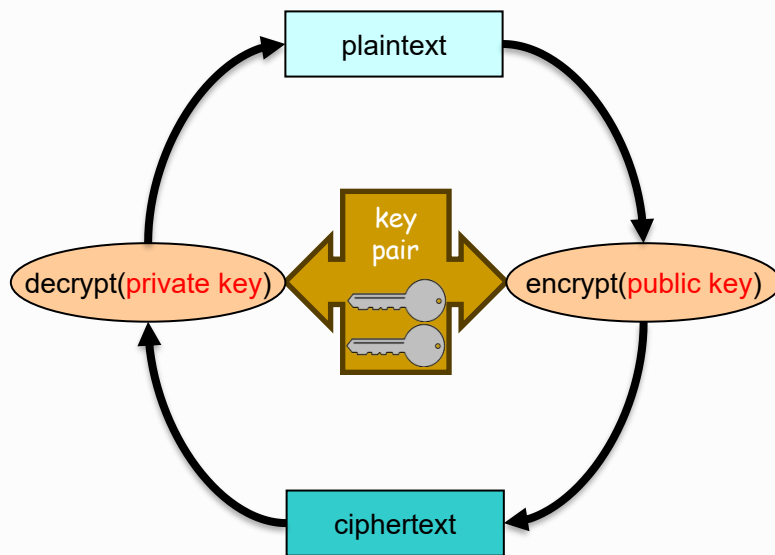 plaintext
key
pair
decrypt(private key)
encrypt(public key)
ciphertext